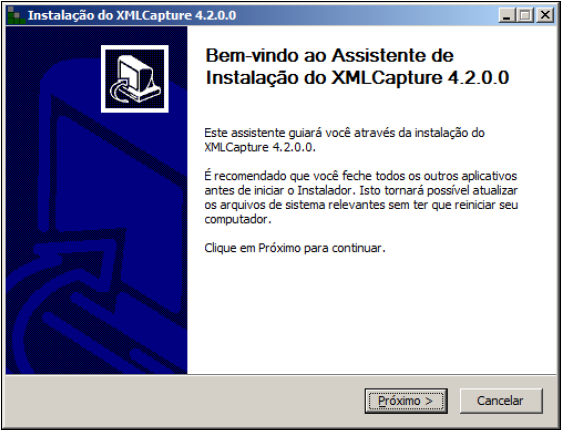 Instalação do XMLCapture 4.2.0.0
Bem-vindo ao Assistente de
Instalação do XMLCapture 4.2.0.0
Este assistente guiará você através da instalação do
XMLCapture 4.2.0.0.
É recomendado que você feche todos os outros aplicativos
antes de iniciar o Instalador. Isto tornará possível atualizar
os arquivos de sistema relevantes sem ter que reiniciar seu
computador.
Clique em Próximo para continuar.
Próximo >
Cancelar